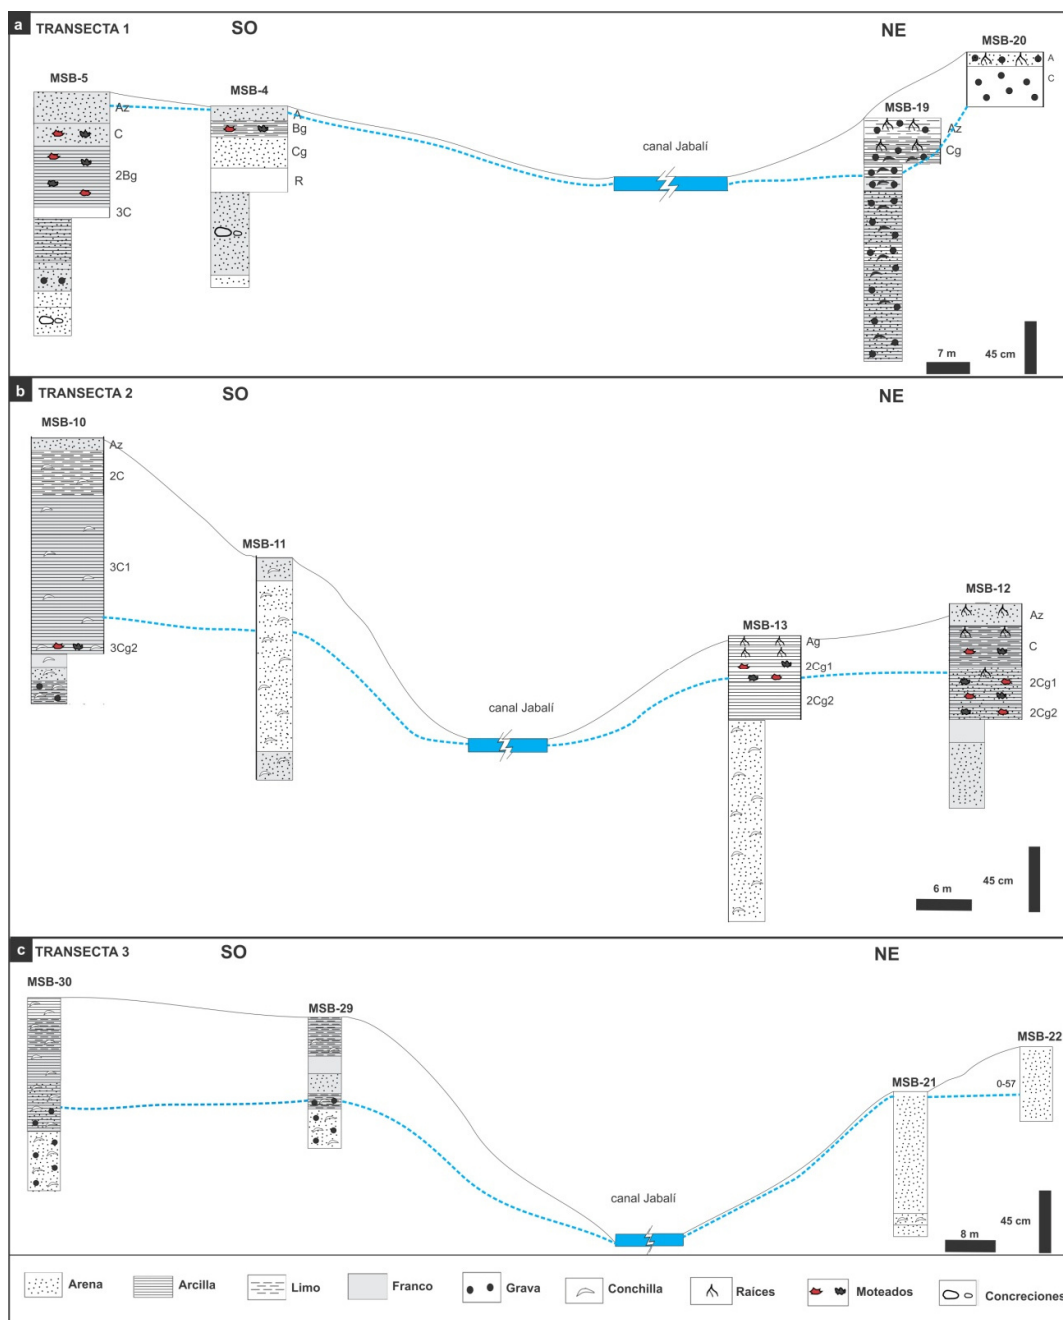 a TRANSECTA 1 SO NE
MSB-20
A
C
MSB-5
MSB-4
MSB-19
Az
C
2Bg
3C
A
Bg
Cg
R
canal Jabalí
Az
Cg
7 m 45 cm
b TRANSECTA 2 SO NE
MSB-10
Az
2C
3C1
3Cg2
MSB-11
canal Jabalí
MSB-13
Ag
2Cg1
2Cg2
MSB-12
Az
C
2Cg1
2Cg2
6 m 45 cm
c TRANSECTA 3 SO NE
MSB-30
MSB-29
canal Jabalí
MSB-21
MSB-22
0-57
8 m 45 cm
Arena Arcilla Limo Franco Grava Conchilla Raíces Moteados Concreciones